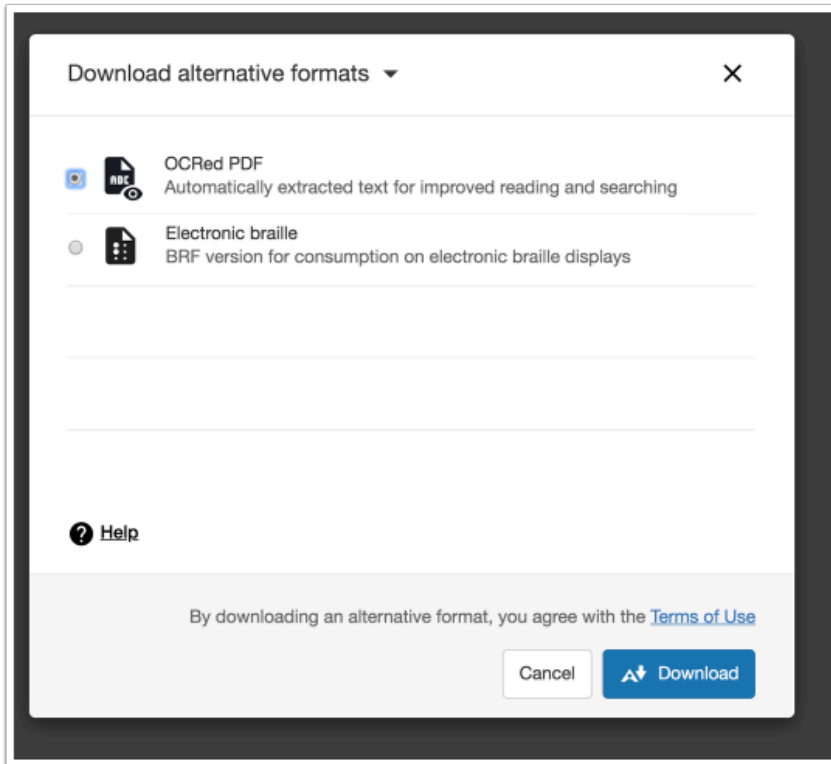 Download alternative formats
ABC
OCRed PDF
Automatically extracted text for improved reading and searching
Electronic braille
BRF version for consumption on electronic braille displays
? Help
By downloading an alternative format, you agree with the Terms of Use
Cancel
A Download